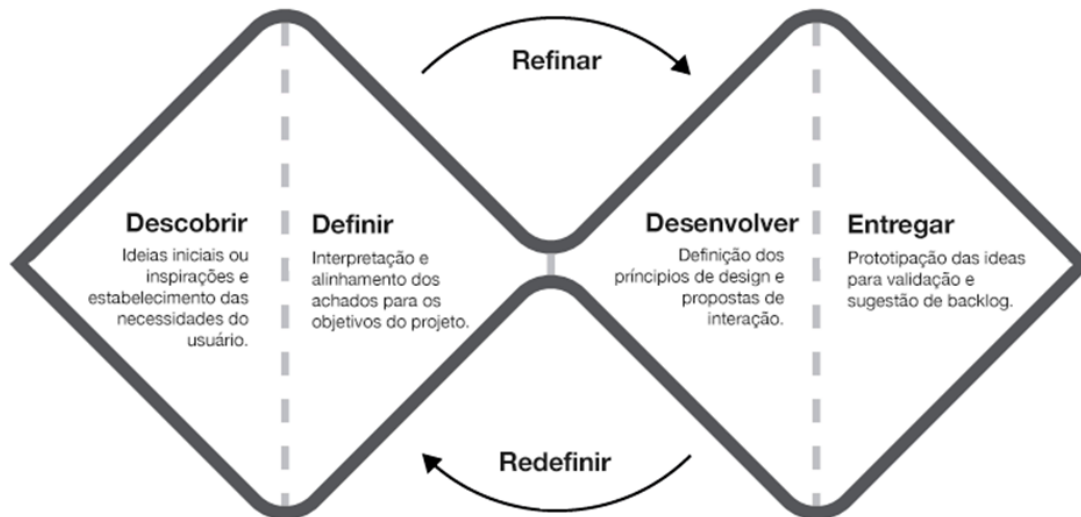 Refinar
Descobrir
Ideias iniciais ou
inspirações e
estabelecimento das
necessidades do
usuário.
Definir
Interpretação e
alinhamento dos
achados para os
objetivos do projeto.
Desenvolver
Definição dos
príncipios de design e
propostas de
interação.
Entregar
Prototipação das ideas
para validação e
sugestão de backlog.
Redefinir